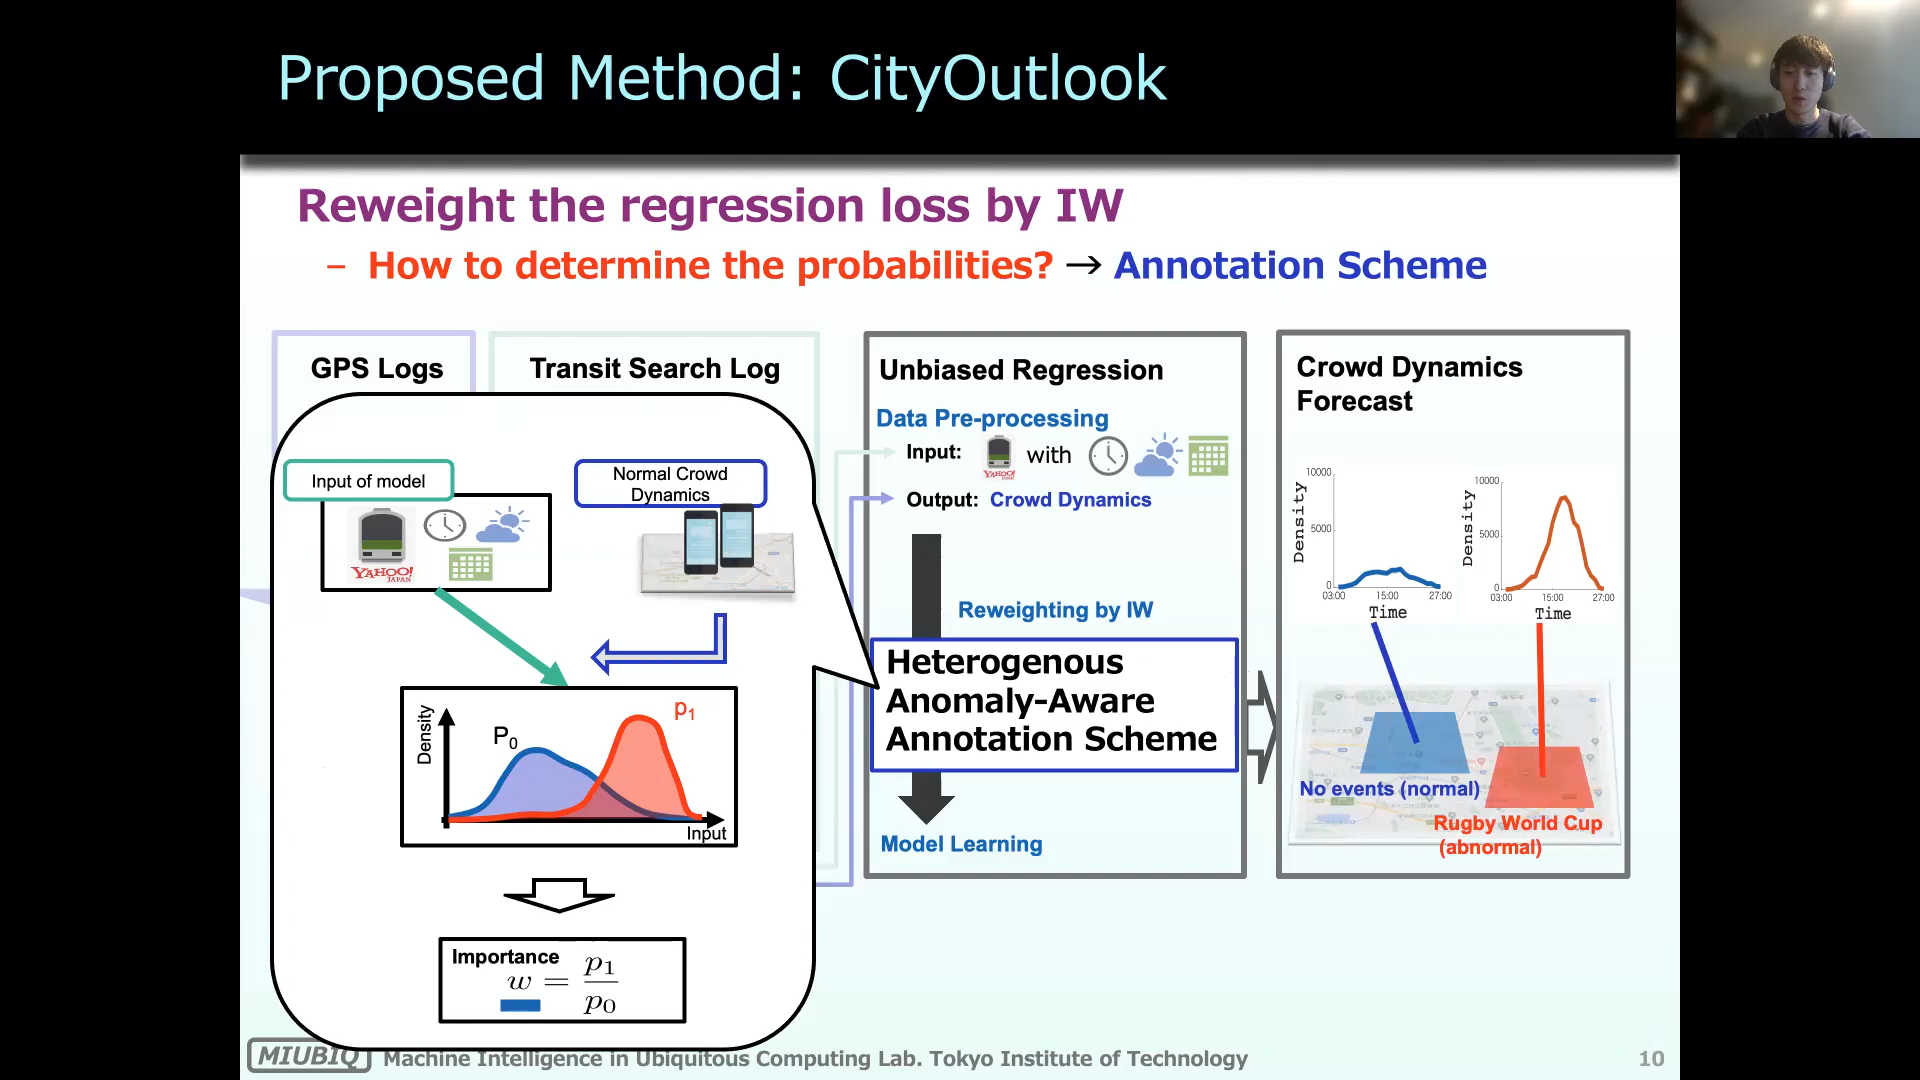 Proposed Method: CityOutlook
Reweight the regression loss by IW
– How to determine the probabilities? → Annotation Scheme
GPS Logs
Transit Search Log
Input of model
Normal Crowd
Dynamics
YAHOO!
JAPAN
Density
P0
p1
Input
Importance
w = p1/p0
Unbiased Regression
Data Pre-processing
Input:
YAHOO!
JAPAN
with
Output: Crowd Dynamics
Reweighting by IW
Heterogenous
Anomaly-Aware
Annotation Scheme
Model Learning
Crowd Dynamics
Forecast
Density
10000
5000
0
03:00 15:00 27:00
Time
Density
10000
5000
0
03:00 15:00 27:00
Time
No events (normal)
Rugby World Cup
(abnormal)
MIUBIQ Machine Intelligence in Ubiquitous Computing Lab. Tokyo Institute of Technology
10